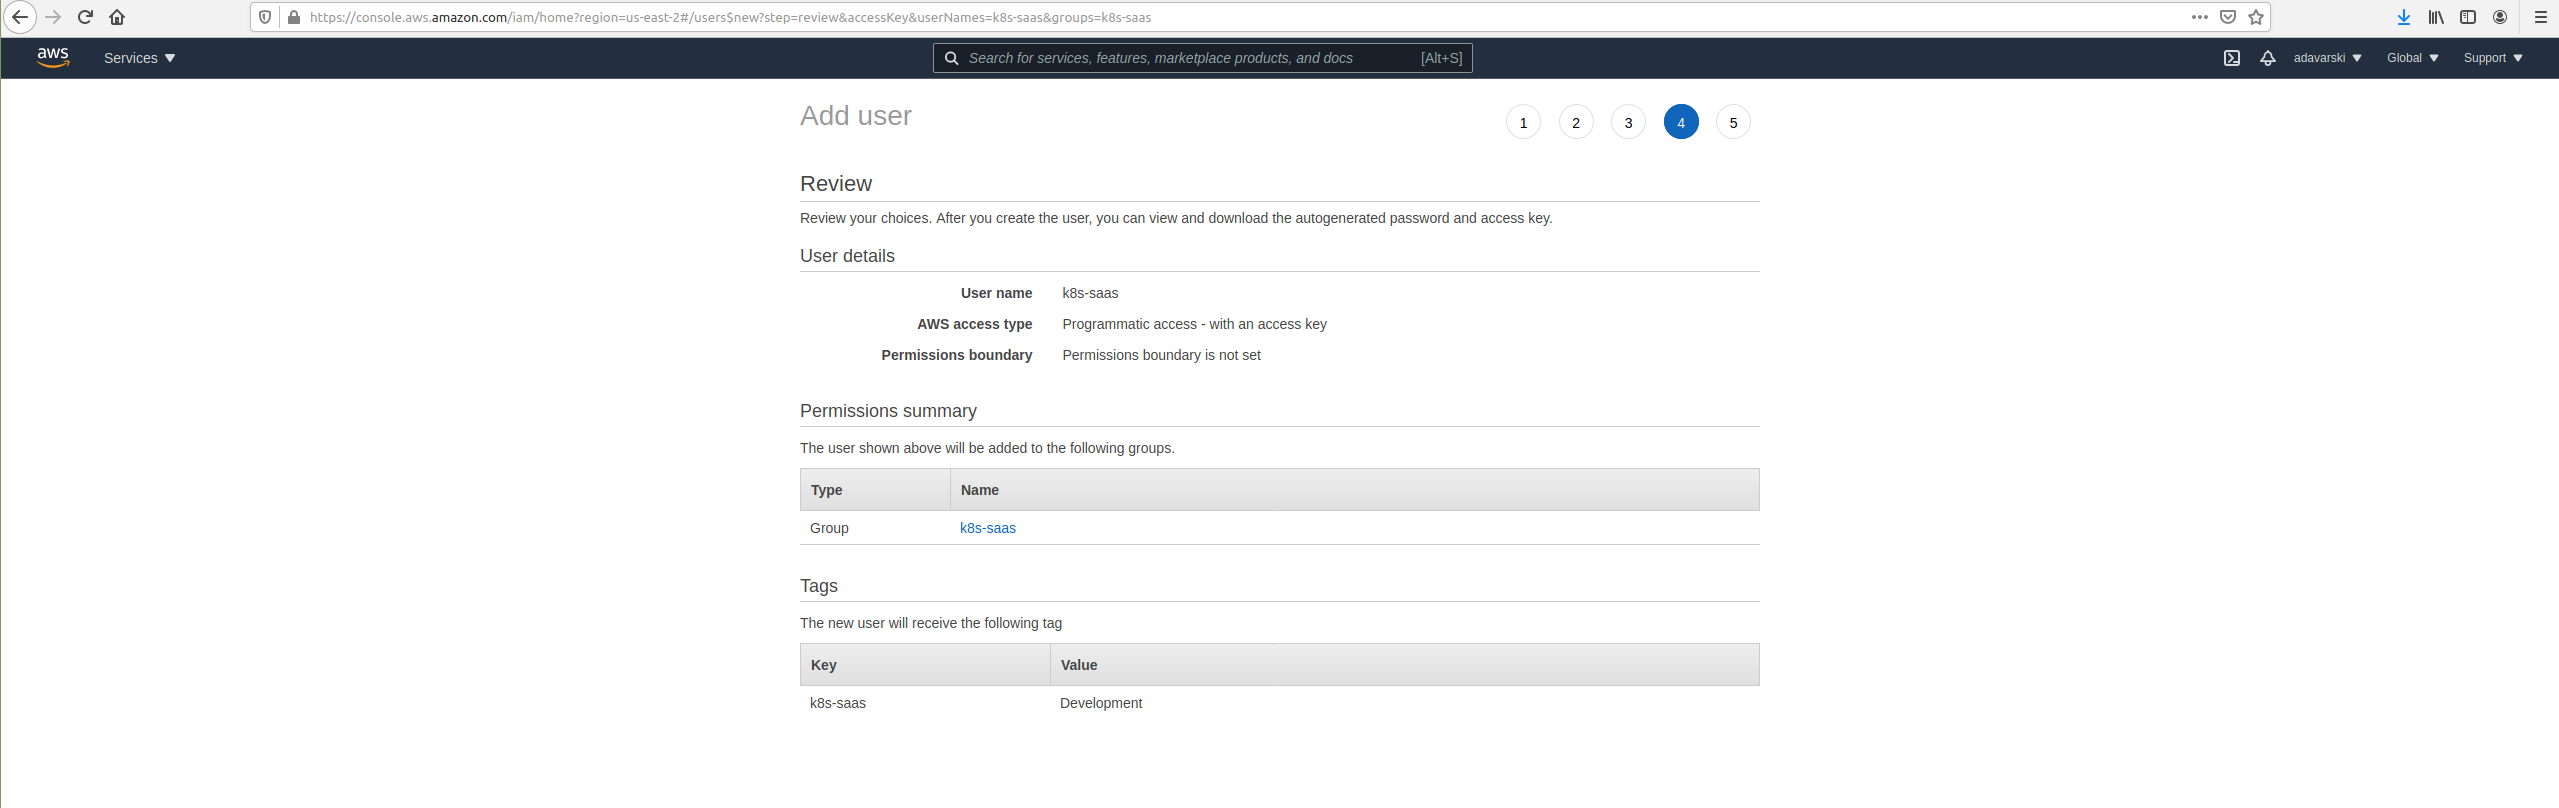 https://console.aws.amazon.com/iam/home?region=us-east-2#/users$new?step=review&accessKey&userNames=k8s-saas&groups=k8s-saas
aws Services Search for services, features, marketplace products, and docs [Alt+S] adavarski Global Support
Add user 1 2 3 4 5
Review
Review your choices. After you create the user, you can view and download the autogenerated password and access key.
User details
User name k8s-saas
AWS access type Programmatic access - with an access key
Permissions boundary Permissions boundary is not set
Permissions summary
The user shown above will be added to the following groups.
Type Name
Group k8s-saas
Tags
The new user will receive the following tag
Key Value
k8s-saas Development